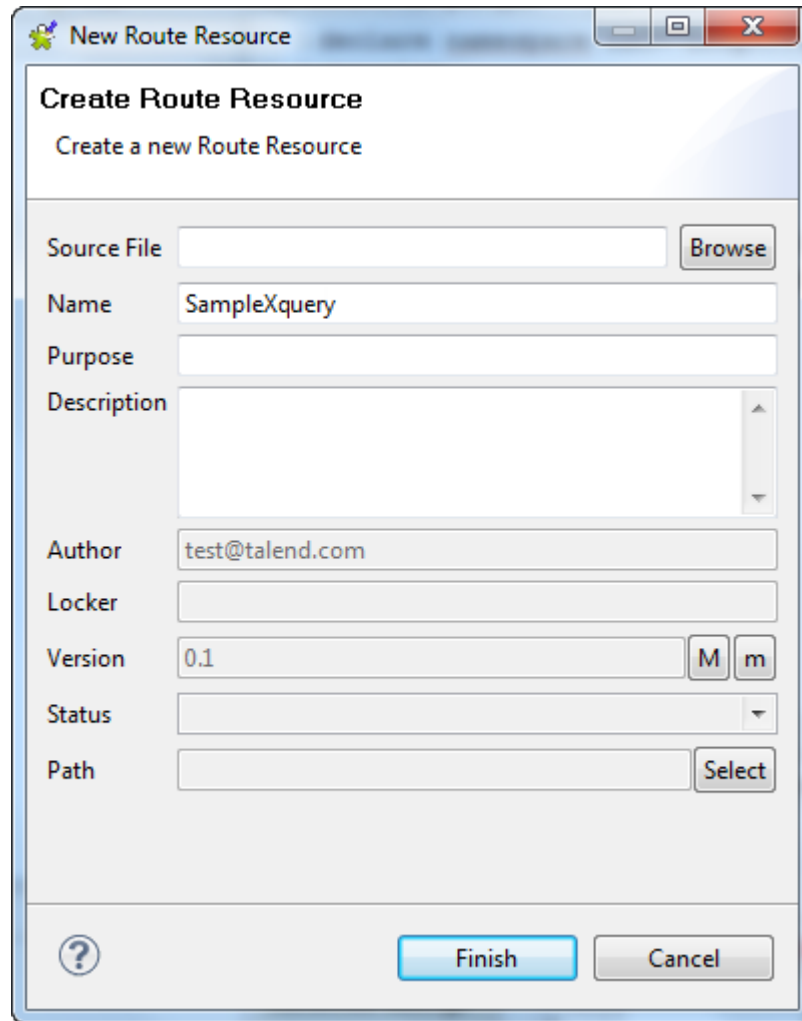 New Route Resource
Create Route Resource
Create a new Route Resource
Source File Browse
Name SampleXquery
Purpose
Description
Author test@talend.com
Locker
Version 0.1 M m
Status
Path Select
? Finish Cancel